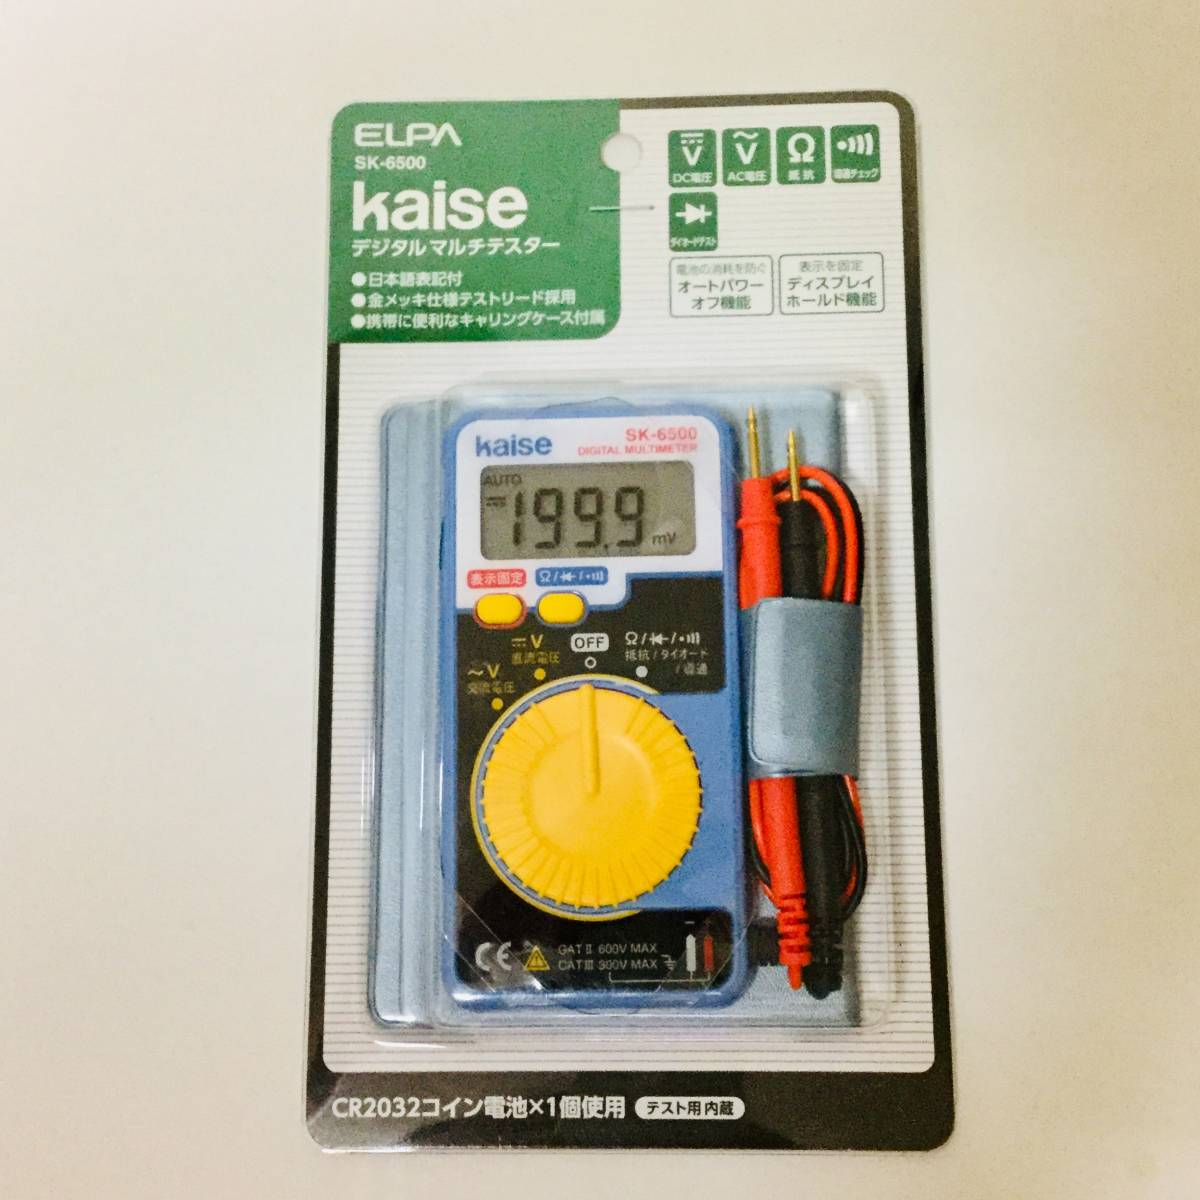 ELPA
SK-6500
kaise
デジタル マルチテスター
●日本語表記付
●金メッキ仕様テストリード採用
●携帯に便利なキャリングケース付属
V
DC電圧
V
AC電圧
Ω
抵抗
導通チェック
ダイオードテスト
電池の消耗を防ぐ
オートパワー
オフ機能
表示を固定
ディスプレイ
ホールド機能
kaise
SK-6500
DIGITAL MULTIMETER
AUTO
199.9 mV
表示固定
Ω/
OFF
V
直流電圧
Ω/
抵抗/ダイオード
/導通
~V
交流電圧
CE
CAT II 600V MAX
CAT III 300V MAX
CR2032コイン電池×1個使用
テスト用 内蔵